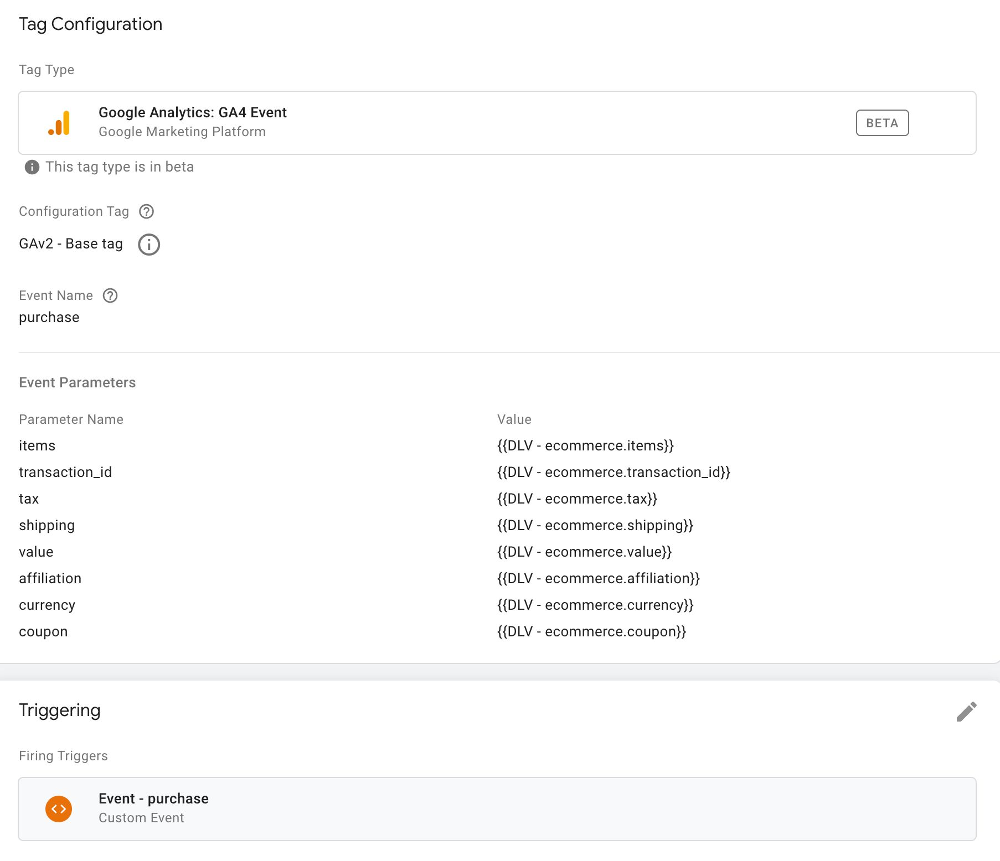 Tag Configuration
Tag Type
Google Analytics: GA4 Event
Google Marketing Platform
BETA
This tag type is in beta
Configuration Tag
GAv2 - Base tag
Event Name
purchase
Event Parameters
Parameter Name Value
items {{DLV - ecommerce.items}}
transaction_id {{DLV - ecommerce.transaction_id}}
tax {{DLV - ecommerce.tax}}
shipping {{DLV - ecommerce.shipping}}
value {{DLV - ecommerce.value}}
affiliation {{DLV - ecommerce.affiliation}}
currency {{DLV - ecommerce.currency}}
coupon {{DLV - ecommerce.coupon}}
Triggering
Firing Triggers
Event - purchase
Custom Event